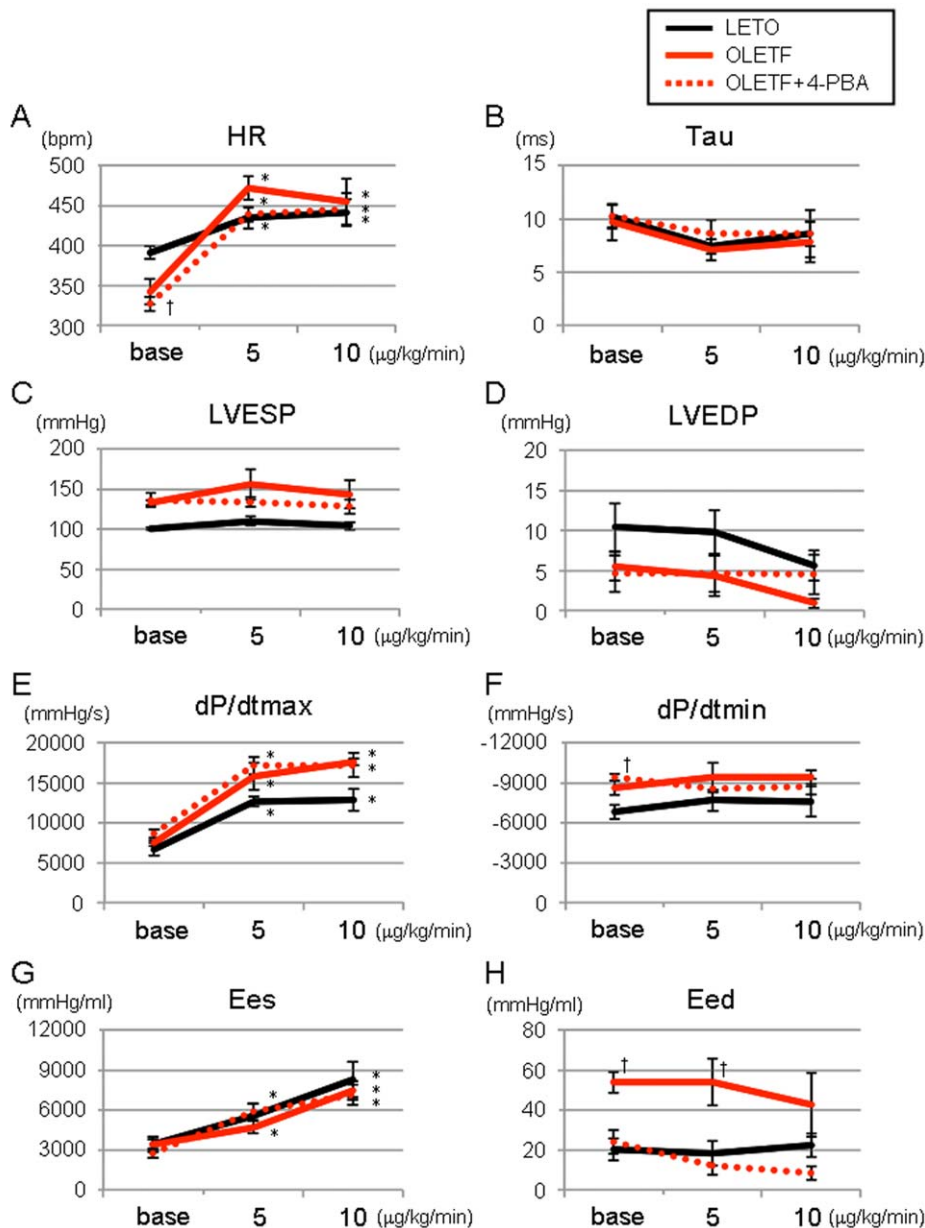 LETO
OLETF
OLETF+4-PBA
A
(bpm)
HR
500
450
400
350
300
*
*
*
*
*
*
†
base
5
10 (μg/kg/min)
B
(ms)
Tau
15
10
5
0
base
5
10 (μg/kg/min)
C
(mmHg)
LVESP
200
150
100
50
0
base
5
10 (μg/kg/min)
D
(mmHg)
LVEDP
20
15
10
5
0
base
5
10 (μg/kg/min)
E
(mmHg/s)
dP/dtmax
20000
15000
10000
5000
0
*
*
*
*
*
*
base
5
10 (μg/kg/min)
F
(mmHg/s)
dP/dtmin
-12000
-9000
-6000
-3000
0
†
base
5
10 (μg/kg/min)
G
(mmHg/ml)
Ees
12000
9000
6000
3000
0
*
*
*
*
*
base
5
10 (μg/kg/min)
H
(mmHg/ml)
Eed
80
60
40
20
0
†
†
base
5
10 (μg/kg/min)